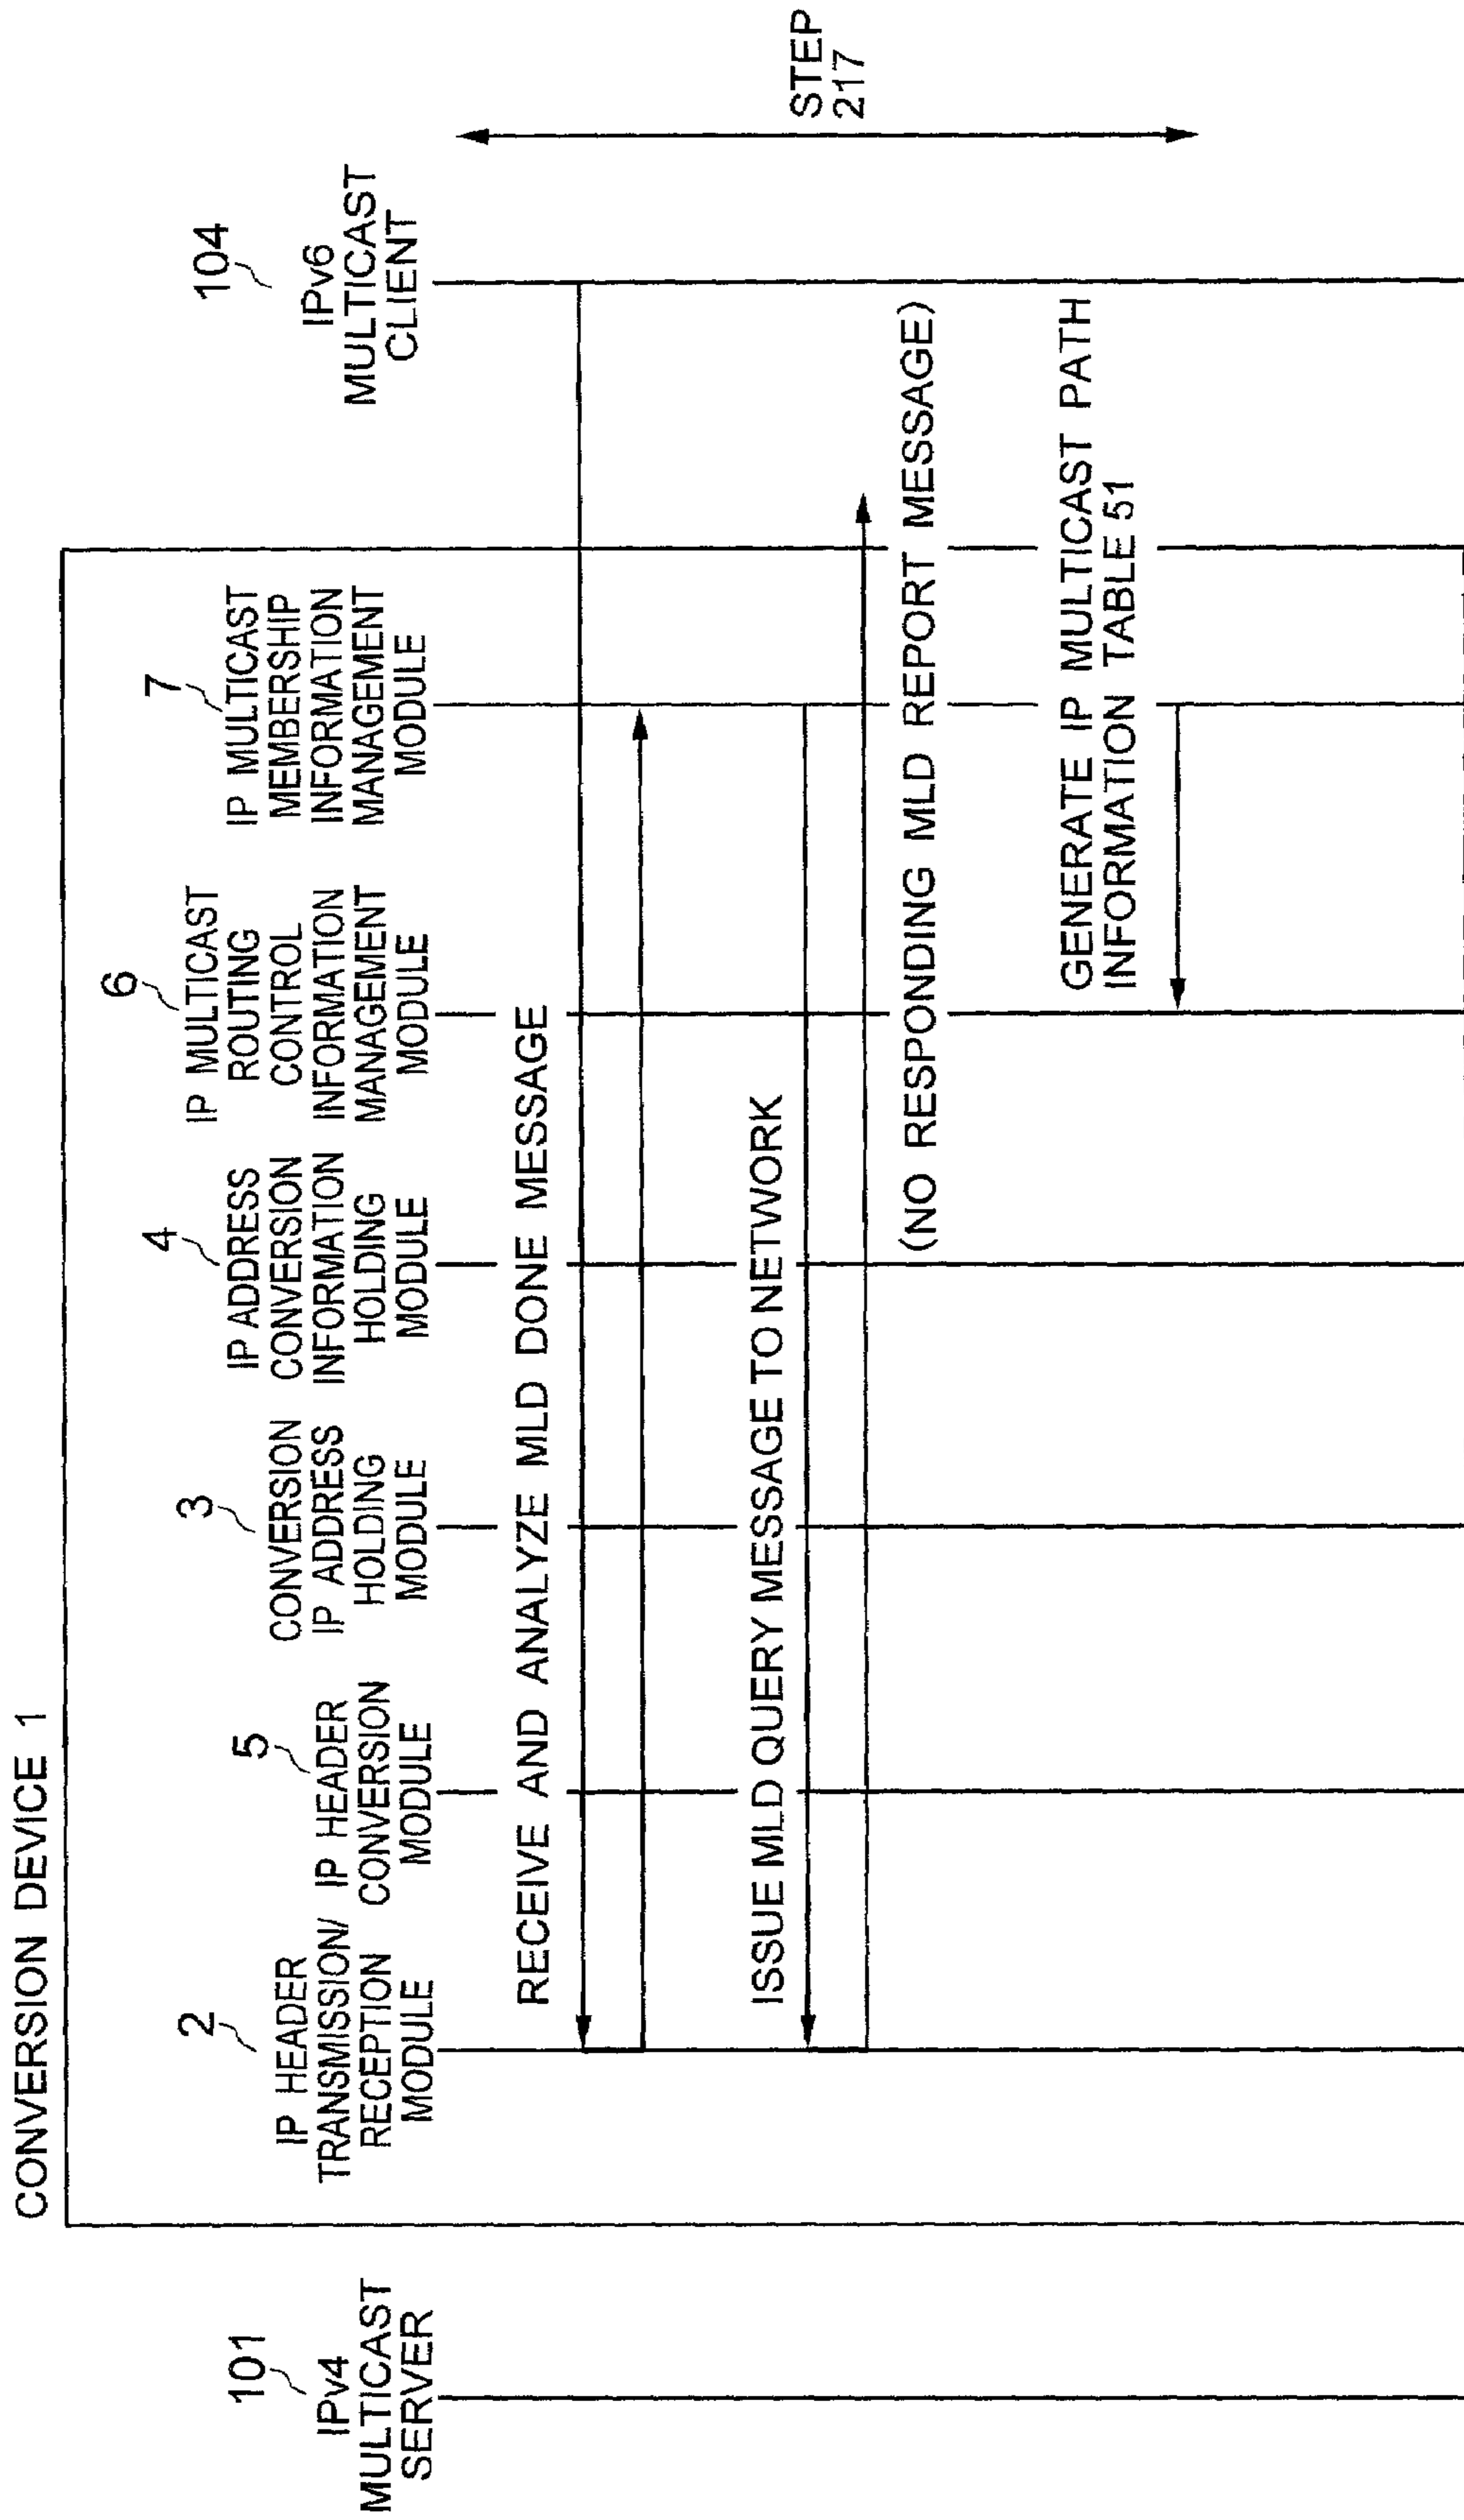 CONVERSION DEVICE 1
101
IPv4
MULTICAST
SERVER
2
IP HEADER
TRANSMISSION/
RECEPTION
MODULE
5
IP HEADER
CONVERSION
MODULE
3
CONVERSION
IP ADDRESS
HOLDING
MODULE
4
IP ADDRESS
CONVERSION
INFORMATION
HOLDING
MODULE
6
IP MULTICAST
ROUTING
CONTROL
INFORMATION
MANAGEMENT
MODULE
7
IP MULTICAST
MEMBERSHIP
INFORMATION
MANAGEMENT
MODULE
104
IPv6
MULTICAST
CLIENT
RECEIVE AND ANALYZE MLD DONE MESSAGE
ISSUE MLD QUERY MESSAGE TO NETWORK
(NO RESPONDING MLD REPORT MESSAGE)
GENERATE IP MULTICAST PATH
INFORMATION TABLE 51
STEP
217